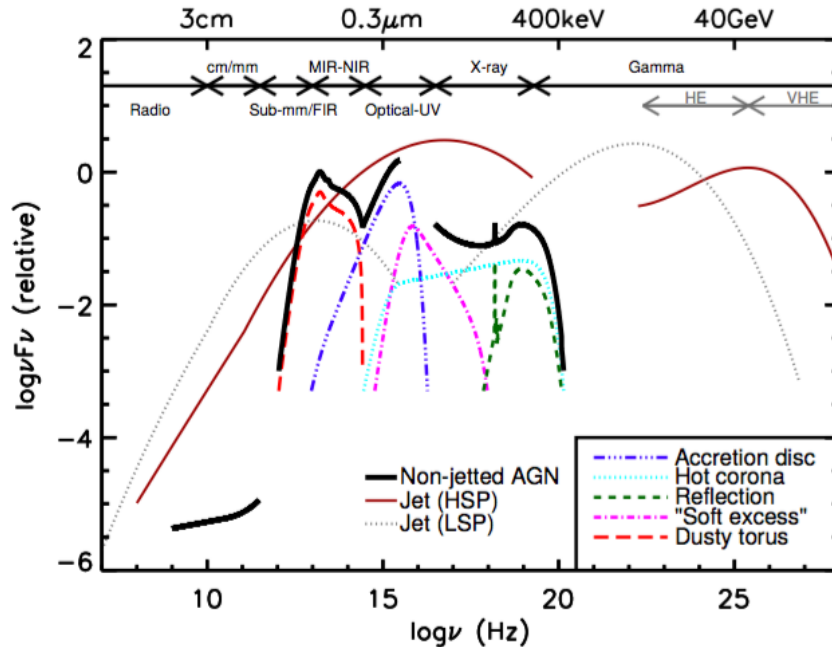 3cm 0.3μm 400keV 40GeV
cm/mm MIR-NIR X-ray Gamma
Radio Sub-mm/FIR Optical-UV HE VHE
2
0
−2
−4
−6
logνFν (relative)
Non-jetted AGN
Jet (HSP)
Jet (LSP)
Accretion disc
Hot corona
Reflection
"Soft excess"
Dusty torus
10 15 20 25
logν (Hz)